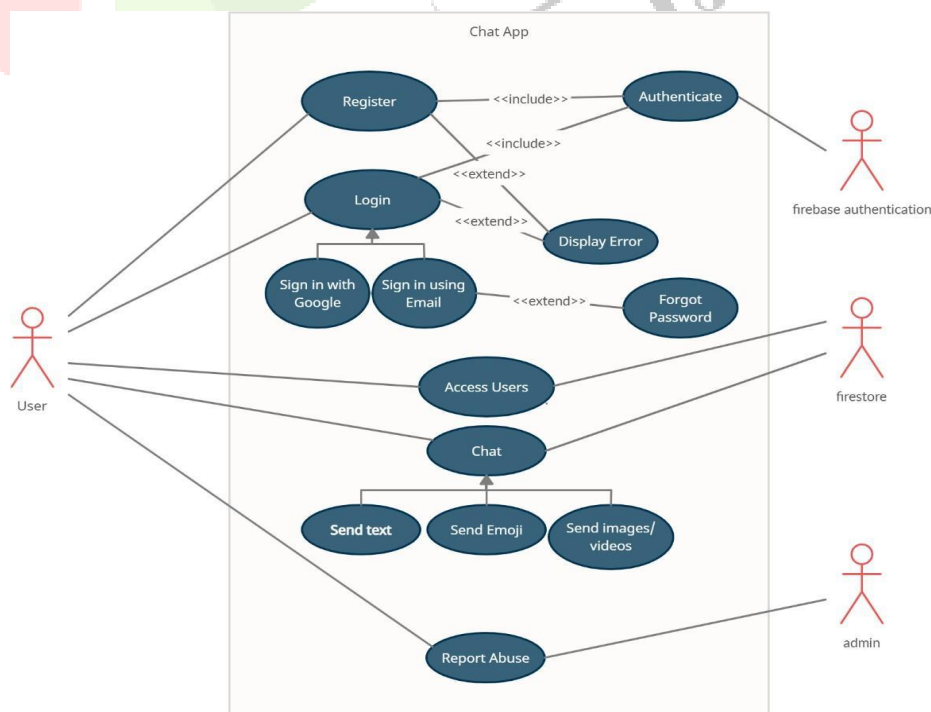 Chat App
Register
<<include>>
Authenticate
<<include>>
<<extend>>
Login
<<extend>>
Display Error
firebase authentication
Sign in with
Google
Sign in using
Email
<<extend>>
Forgot
Password
User
Access Users
firestore
Chat
Send text
Send Emoji
Send images/
videos
Report Abuse
admin